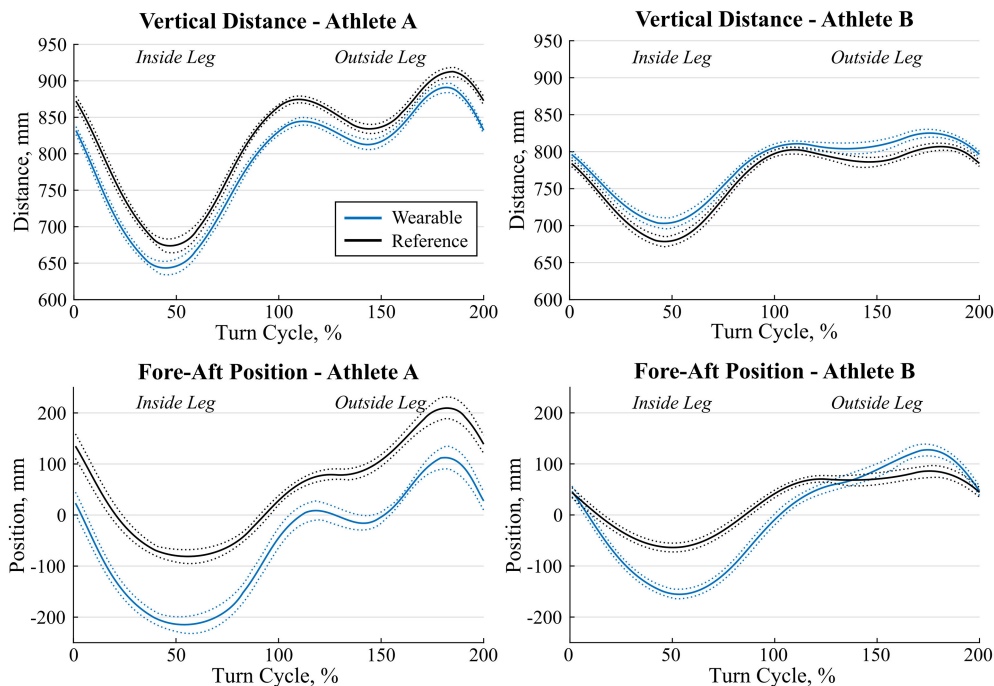 Vertical Distance - Athlete A
Inside Leg
Outside Leg
950
900
850
800
750
700
650
600
Distance, mm
Wearable
Reference
0
50
100
150
200
Turn Cycle, %
Vertical Distance - Athlete B
Inside Leg
Outside Leg
950
900
850
800
750
700
650
600
Distance, mm
0
50
100
150
200
Turn Cycle, %
Fore-Aft Position - Athlete A
Inside Leg
Outside Leg
200
100
0
-100
-200
Position, mm
0
50
100
150
200
Turn Cycle, %
Fore-Aft Position - Athlete B
Inside Leg
Outside Leg
200
100
0
-100
-200
Position, mm
0
50
100
150
200
Turn Cycle, %